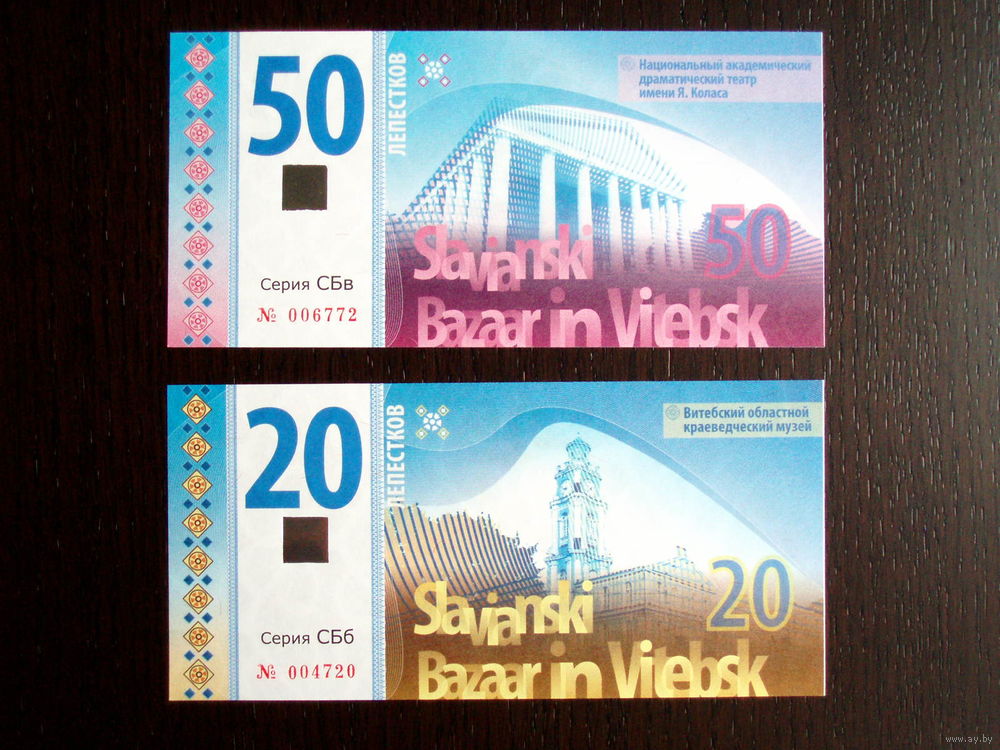 50
ЛЕПЕСТКОВ
Национальный академический
драматический театр
имени Я. Коласа
50
Серия СБв
№ 006772
Slavianski
Bazaar in Vitebsk
20
ЛЕПЕСТКОВ
Витебский областной
краеведческий музей
20
Серия СБб
№ 004720
Slavianski
Bazaar in Vitebsk
www.ay.by